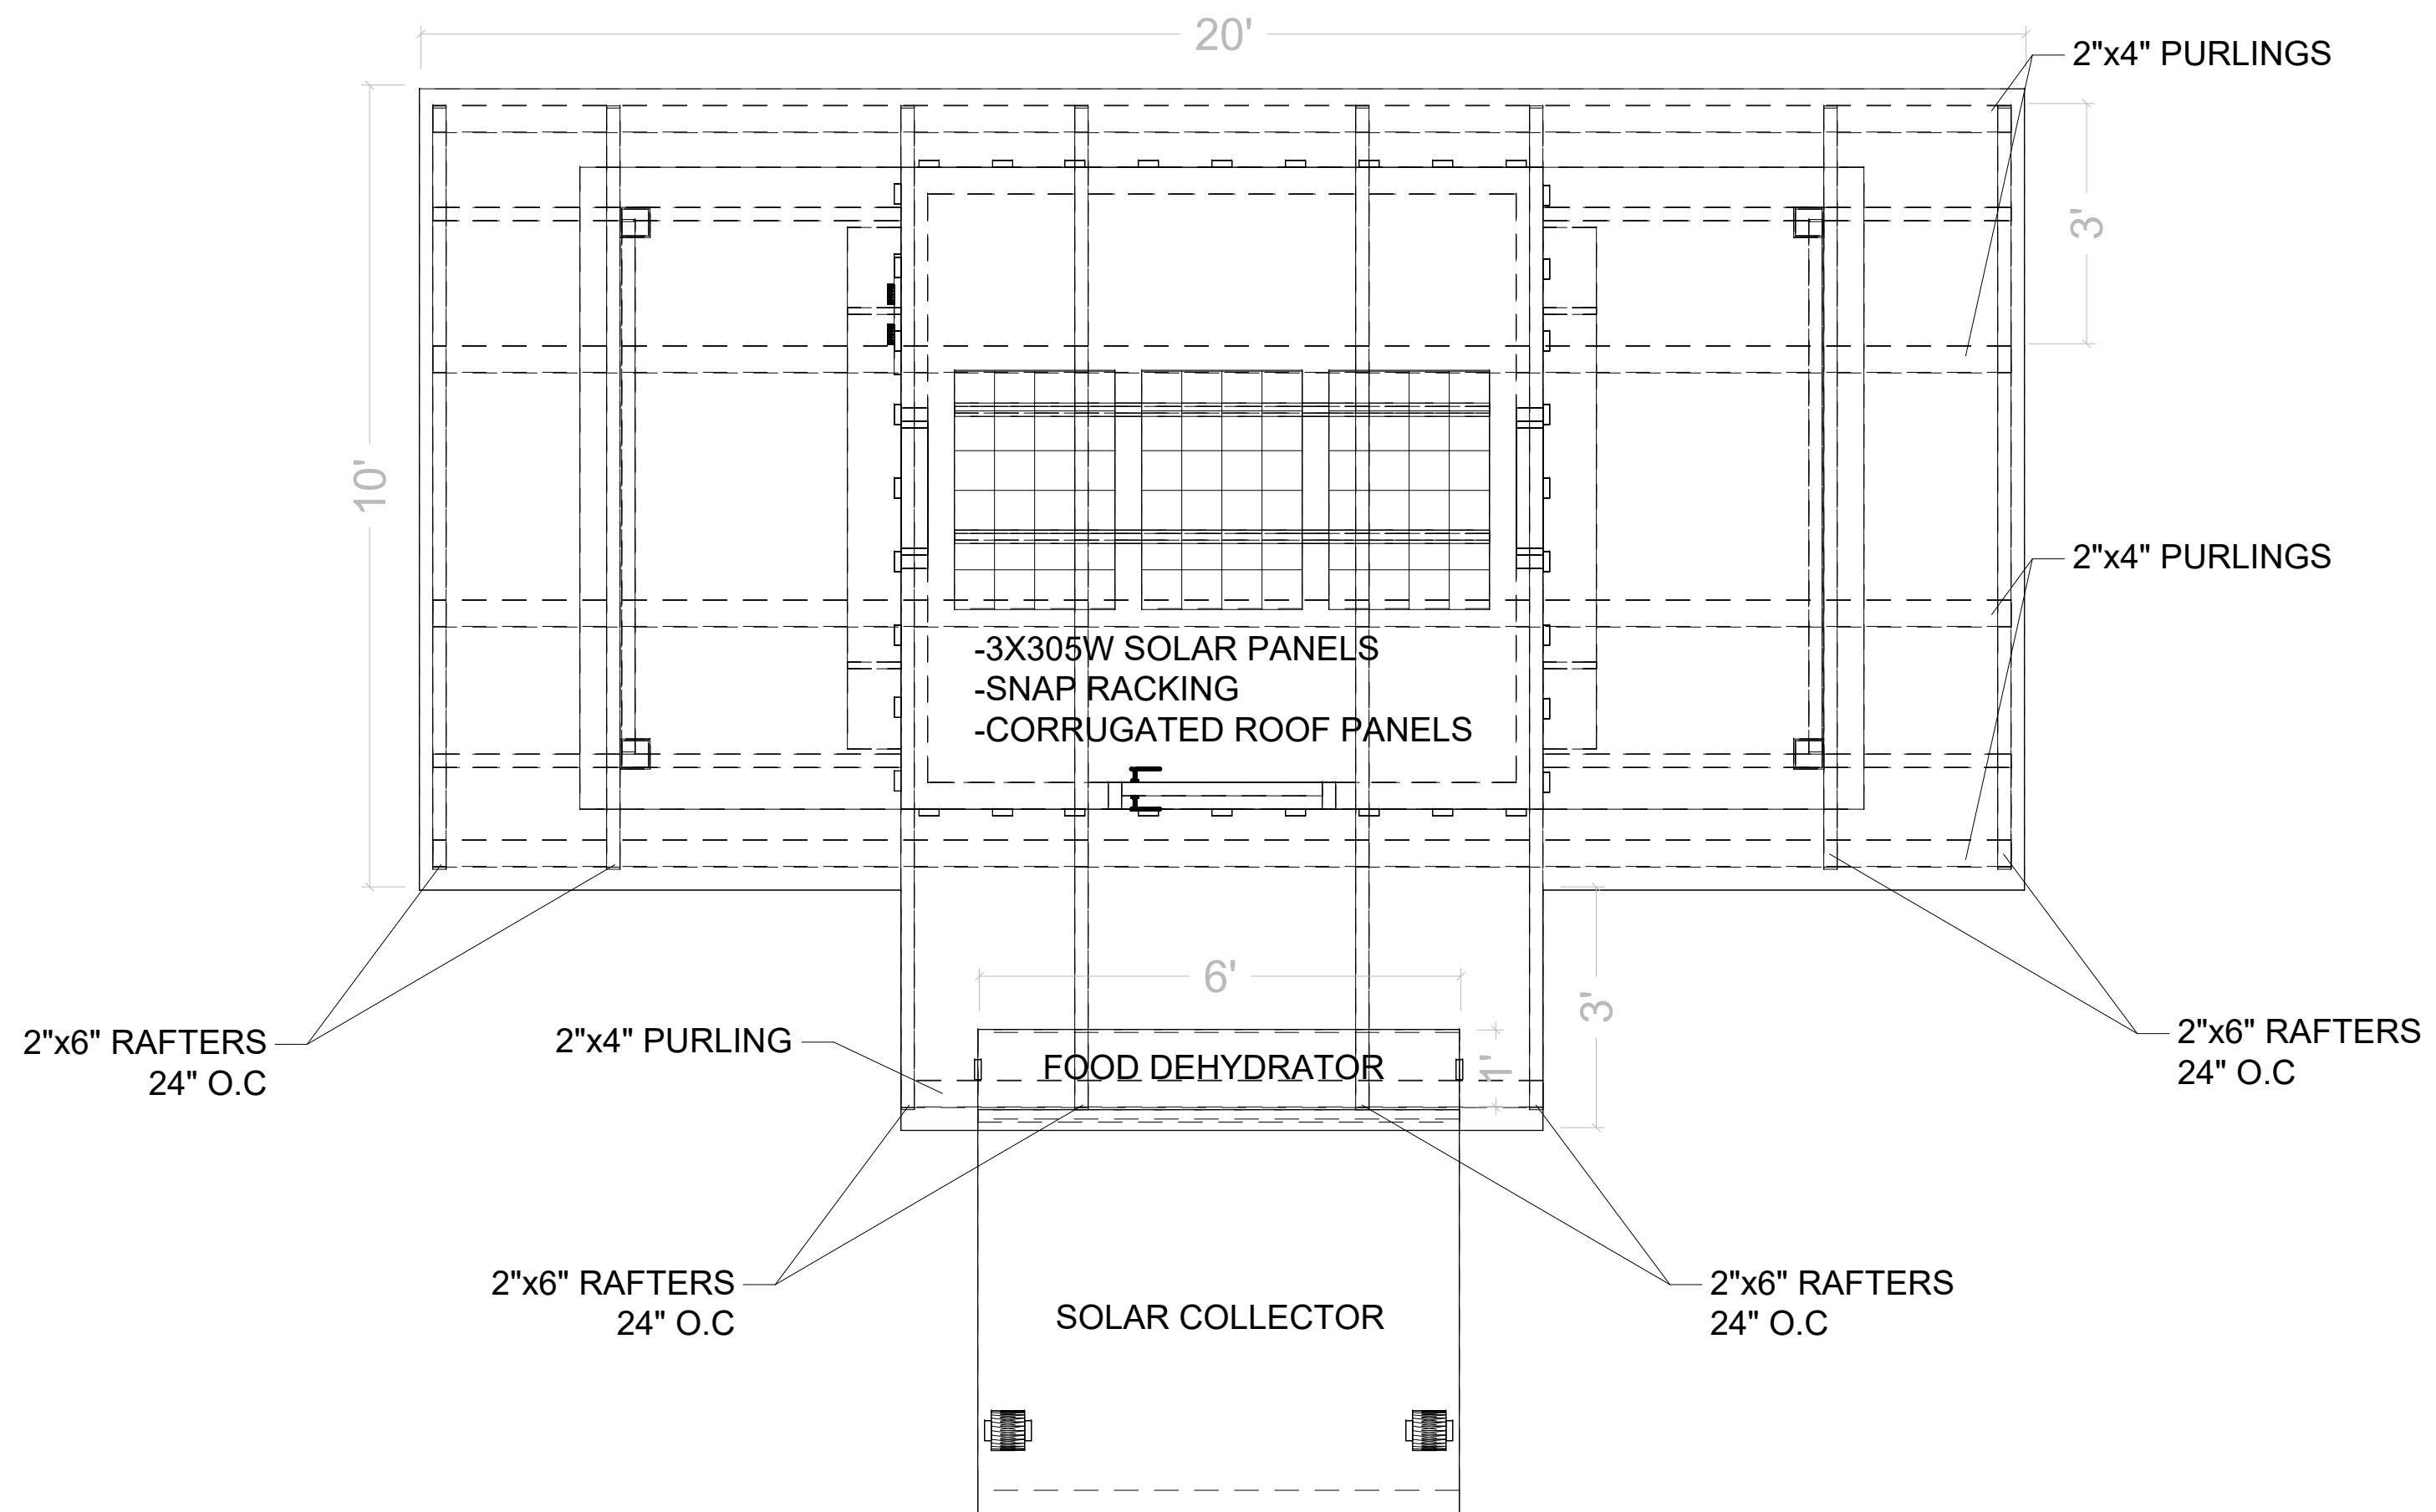 20'
2"x4" PURLINGS
3'
10'
2"x4" PURLINGS
-3X305W SOLAR PANELS
-SNAP RACKING
-CORRUGATED ROOF PANELS
6'
3'
2"x6" RAFTERS
24" O.C
2"x4" PURLING
FOOD DEHYDRATOR
1'
2"x6" RAFTERS
24" O.C
2"x6" RAFTERS
24" O.C
SOLAR COLLECTOR
2"x6" RAFTERS
24" O.C